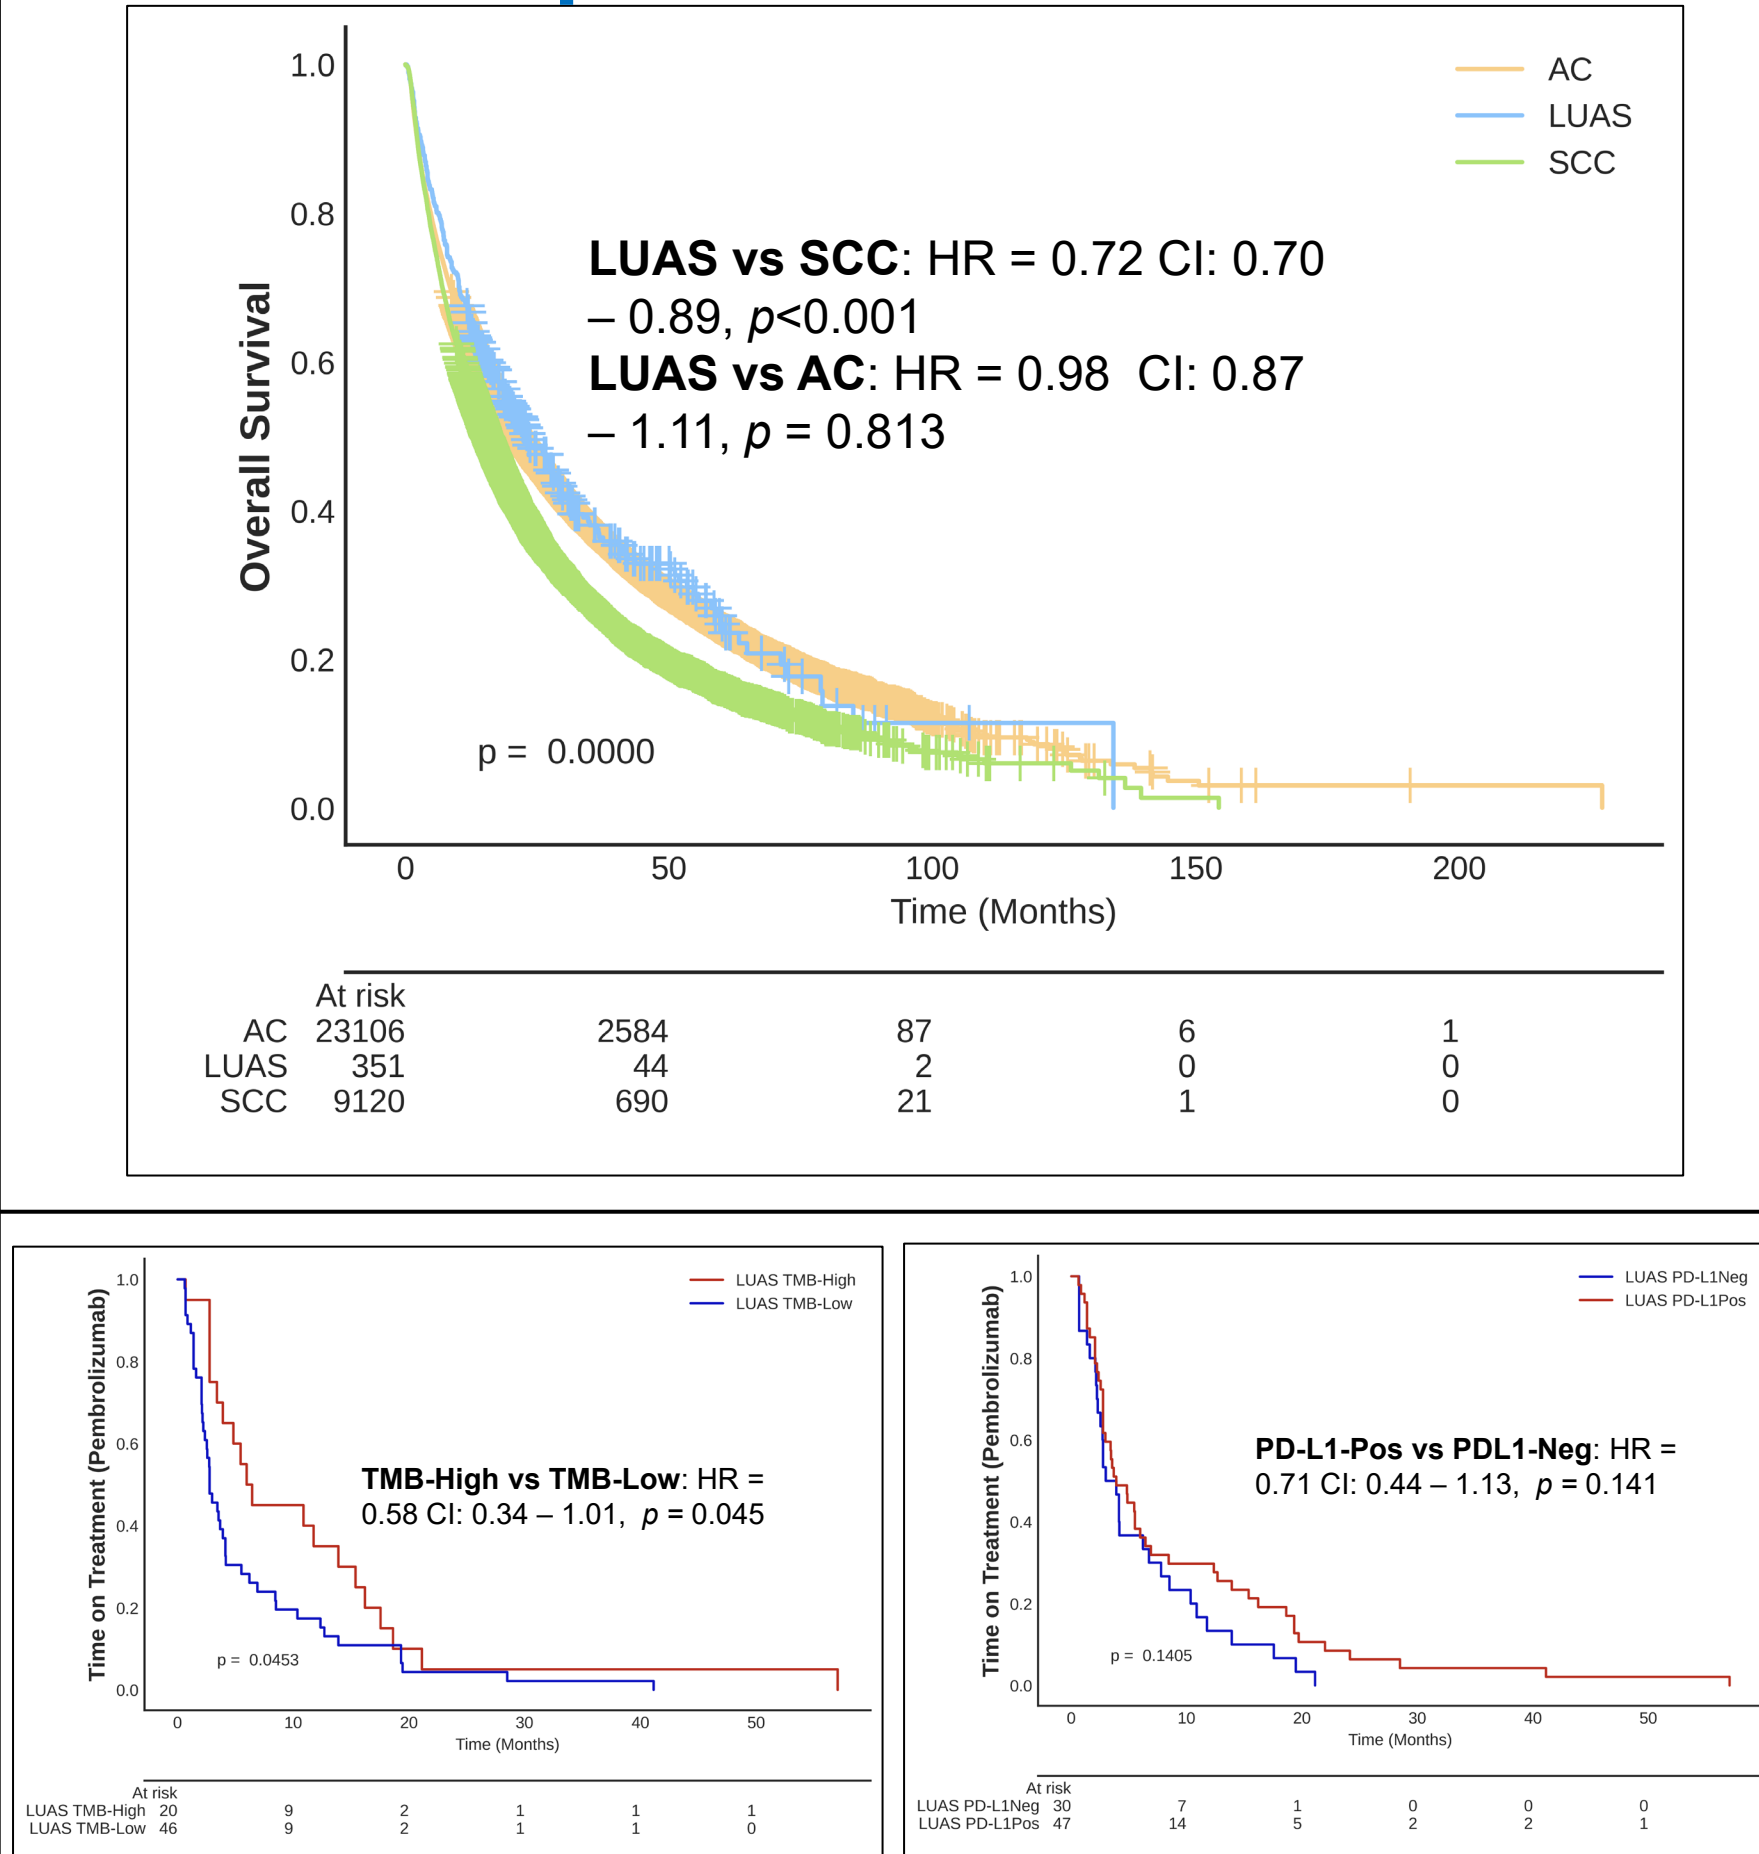 1.0
0.8
0.6
0.4
0.2
0.0
Overall Survival
AC
LUAS
SCC
LUAS vs SCC: HR = 0.72 CI: 0.70
– 0.89, p<0.001
LUAS vs AC: HR = 0.98  CI: 0.87
– 1.11, p = 0.813
p =  0.0000
0 50 100 150 200
Time (Months)
At risk
AC 23106 2584 87 6 1
LUAS 351 44 2 0 0
SCC 9120 690 21 1 0
1.0
0.8
0.6
0.4
0.2
0.0
Time on Treatment (Pembrolizumab)
LUAS TMB-High
LUAS TMB-Low
TMB-High vs TMB-Low: HR =
0.58 CI: 0.34 – 1.01,  p = 0.045
p =  0.0453
0 10 20 30 40 50
Time (Months)
At risk
LUAS TMB-High 20 9 2 1 1 1
LUAS TMB-Low 46 9 2 1 1 0
1.0
0.8
0.6
0.4
0.2
0.0
Time on Treatment (Pembrolizumab)
LUAS PD-L1Neg
LUAS PD-L1Pos
PD-L1-Pos vs PDL1-Neg: HR =
0.71 CI: 0.44 – 1.13,  p = 0.141
p =  0.1405
0 10 20 30 40 50
Time (Months)
At risk
LUAS PD-L1Neg 30 7 1 0 0 0
LUAS PD-L1Pos 47 14 5 2 2 1